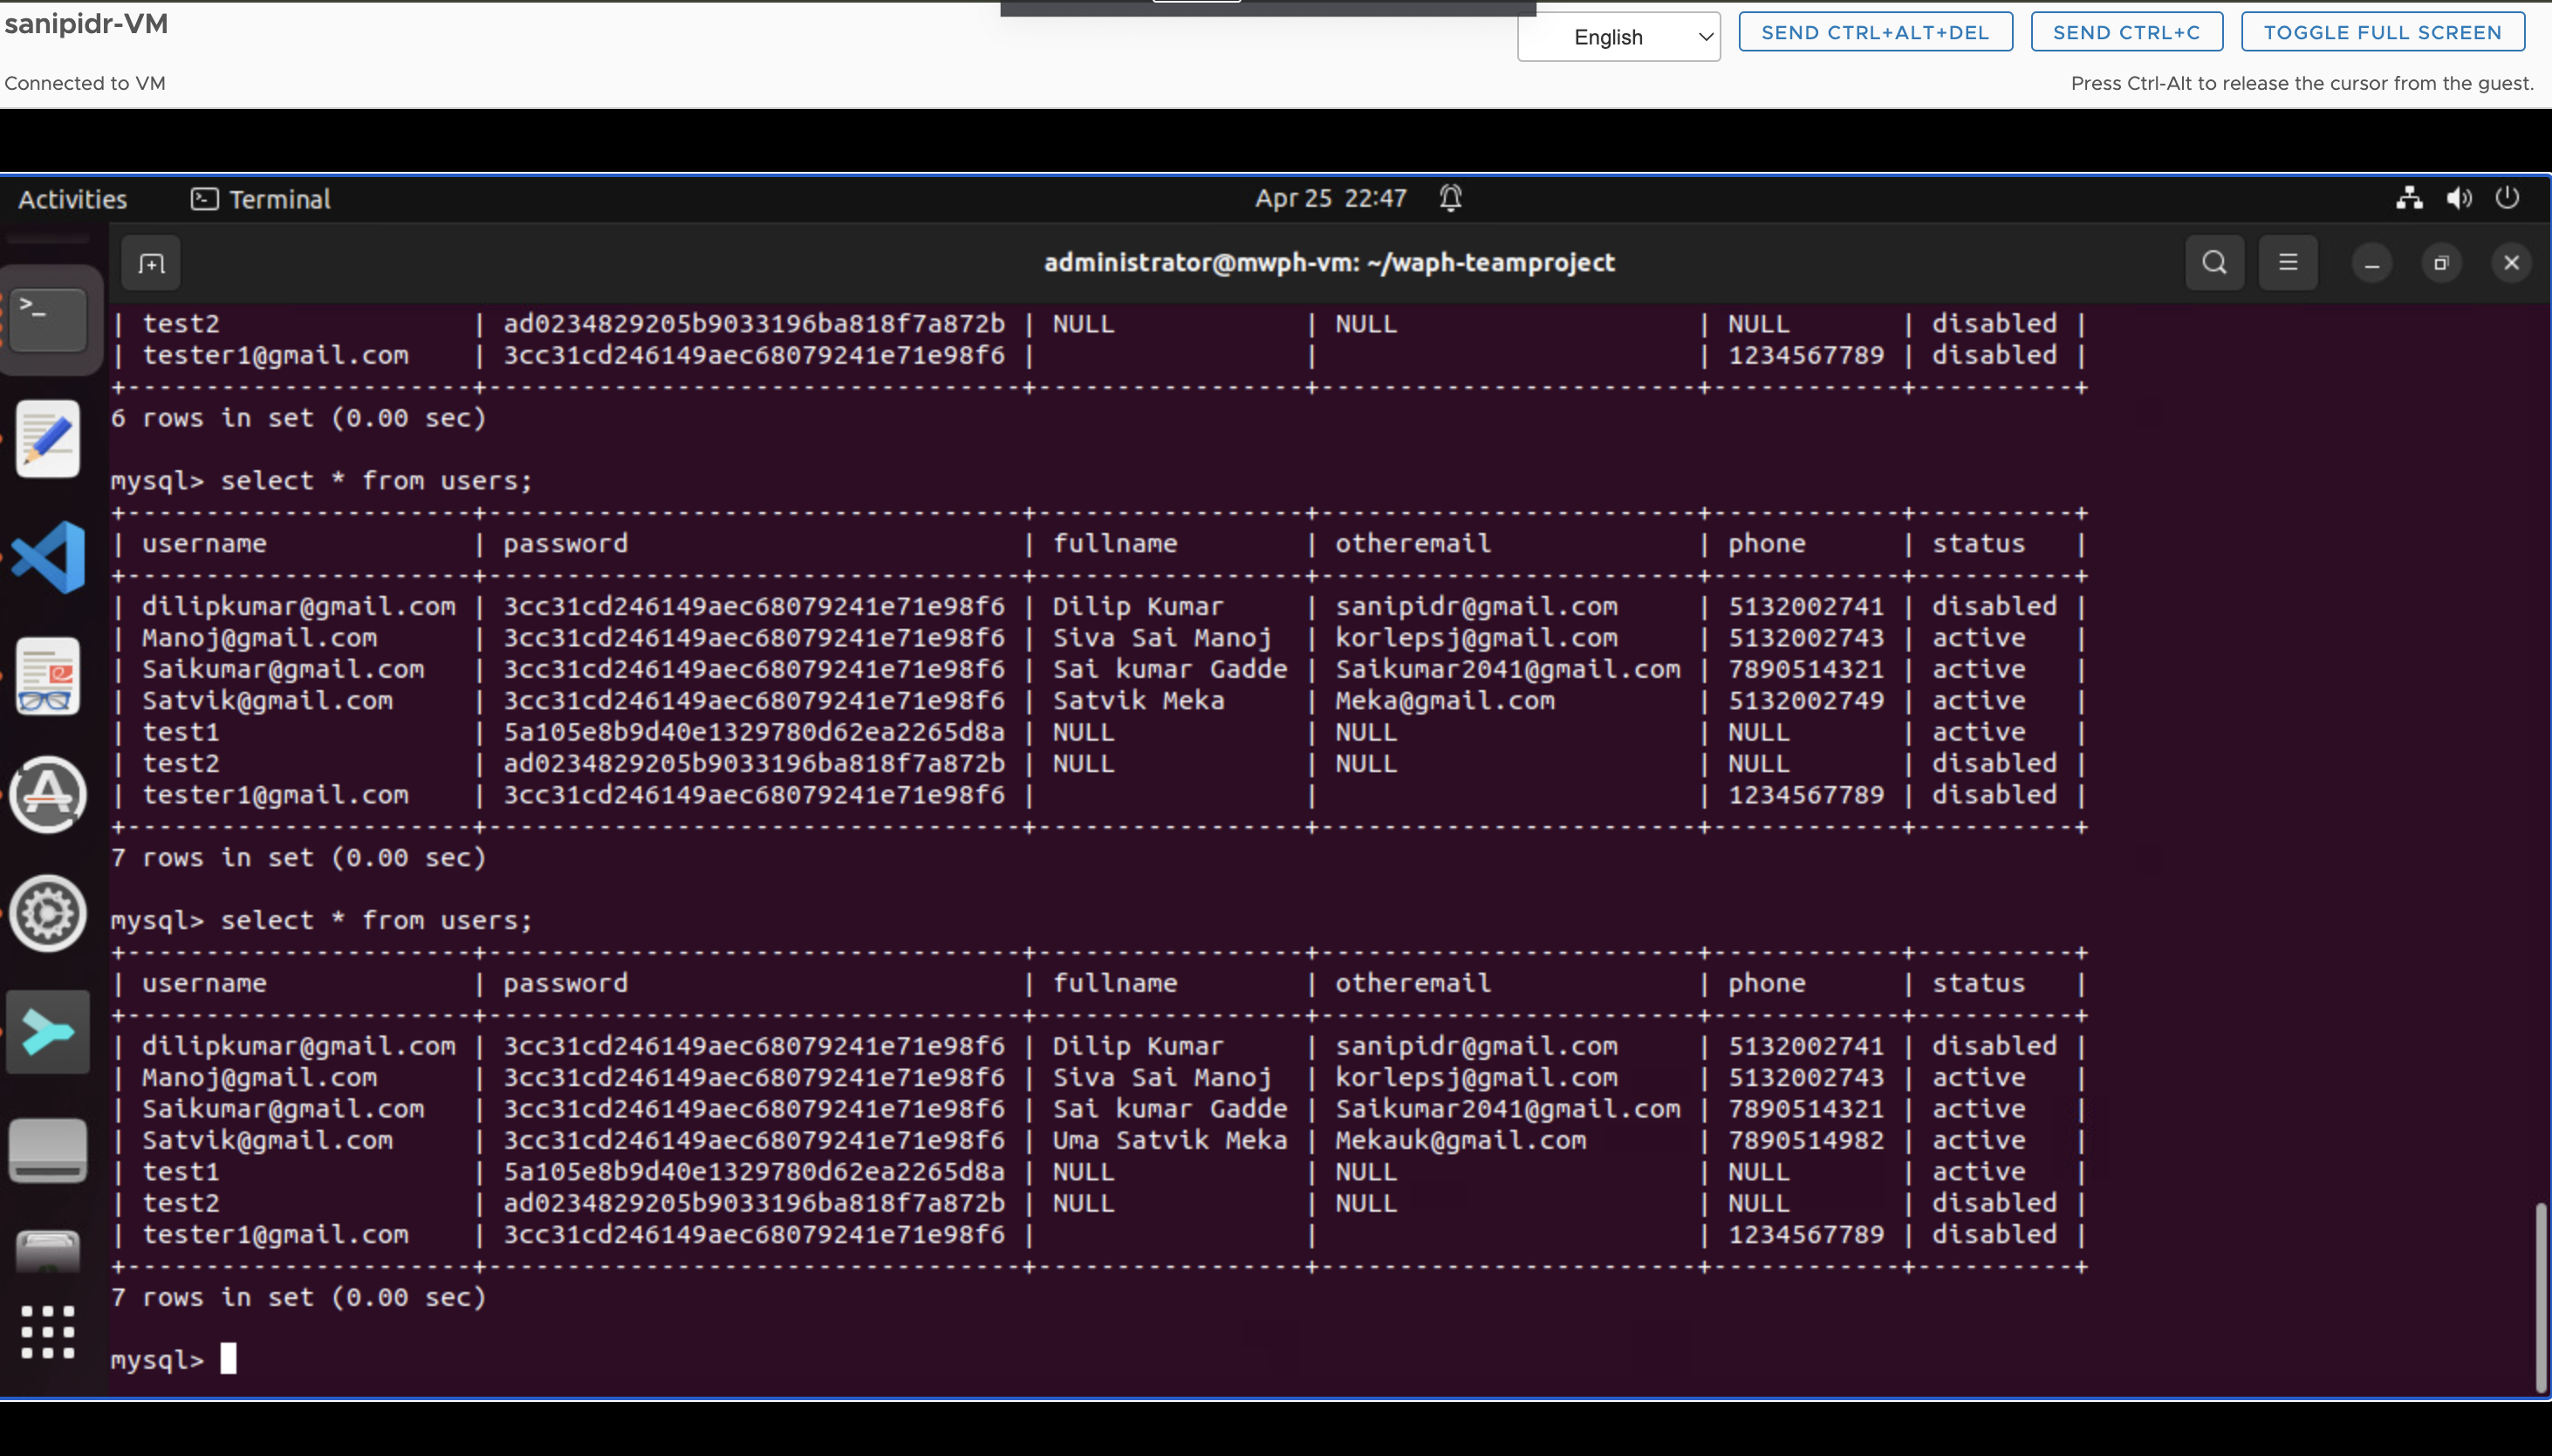 sanipidr-VM
English
SEND CTRL+ALT+DEL
SEND CTRL+C
TOGGLE FULL SCREEN
Connected to VM
Press Ctrl-Alt to release the cursor from the guest.
Activities
Terminal
Apr 25 22:47
administrator@mwph-vm: ~/waph-teamproject
| test2 | ad0234829205b9033196ba818f7a872b | NULL | NULL | NULL | disabled |
| tester1@gmail.com | 3cc31cd246149aec68079241e71e98f6 | | | 1234567789 | disabled |
+-----------------------+-----------------------------------+------------------+------------------------+------------+----------+
6 rows in set (0.00 sec)
mysql> select * from users;
+-----------------------+-----------------------------------+------------------+------------------------+------------+----------+
| username | password | fullname | otheremail | phone | status |
+-----------------------+-----------------------------------+------------------+------------------------+------------+----------+
| dilipkumar@gmail.com | 3cc31cd246149aec68079241e71e98f6 | Dilip Kumar | sanipidr@gmail.com | 5132002741 | disabled |
| Manoj@gmail.com | 3cc31cd246149aec68079241e71e98f6 | Siva Sai Manoj | korlepsj@gmail.com | 5132002743 | active |
| Saikumar@gmail.com | 3cc31cd246149aec68079241e71e98f6 | Sai kumar Gadde | Saikumar2041@gmail.com | 7890514321 | active |
| Satvik@gmail.com | 3cc31cd246149aec68079241e71e98f6 | Satvik Meka | Meka@gmail.com | 5132002749 | active |
| test1 | 5a105e8b9d40e1329780d62ea2265d8a | NULL | NULL | NULL | active |
| test2 | ad0234829205b9033196ba818f7a872b | NULL | NULL | NULL | disabled |
| tester1@gmail.com | 3cc31cd246149aec68079241e71e98f6 | | | 1234567789 | disabled |
+-----------------------+-----------------------------------+------------------+------------------------+------------+----------+
7 rows in set (0.00 sec)
mysql> select * from users;
+-----------------------+-----------------------------------+------------------+------------------------+------------+----------+
| username | password | fullname | otheremail | phone | status |
+-----------------------+-----------------------------------+------------------+------------------------+------------+----------+
| dilipkumar@gmail.com | 3cc31cd246149aec68079241e71e98f6 | Dilip Kumar | sanipidr@gmail.com | 5132002741 | disabled |
| Manoj@gmail.com | 3cc31cd246149aec68079241e71e98f6 | Siva Sai Manoj | korlepsj@gmail.com | 5132002743 | active |
| Saikumar@gmail.com | 3cc31cd246149aec68079241e71e98f6 | Sai kumar Gadde | Saikumar2041@gmail.com | 7890514321 | active |
| Satvik@gmail.com | 3cc31cd246149aec68079241e71e98f6 | Uma Satvik Meka | Mekauk@gmail.com | 7890514982 | active |
| test1 | 5a105e8b9d40e1329780d62ea2265d8a | NULL | NULL | NULL | active |
| test2 | ad0234829205b9033196ba818f7a872b | NULL | NULL | NULL | disabled |
| tester1@gmail.com | 3cc31cd246149aec68079241e71e98f6 | | | 1234567789 | disabled |
+-----------------------+-----------------------------------+------------------+------------------------+------------+----------+
7 rows in set (0.00 sec)
mysql>